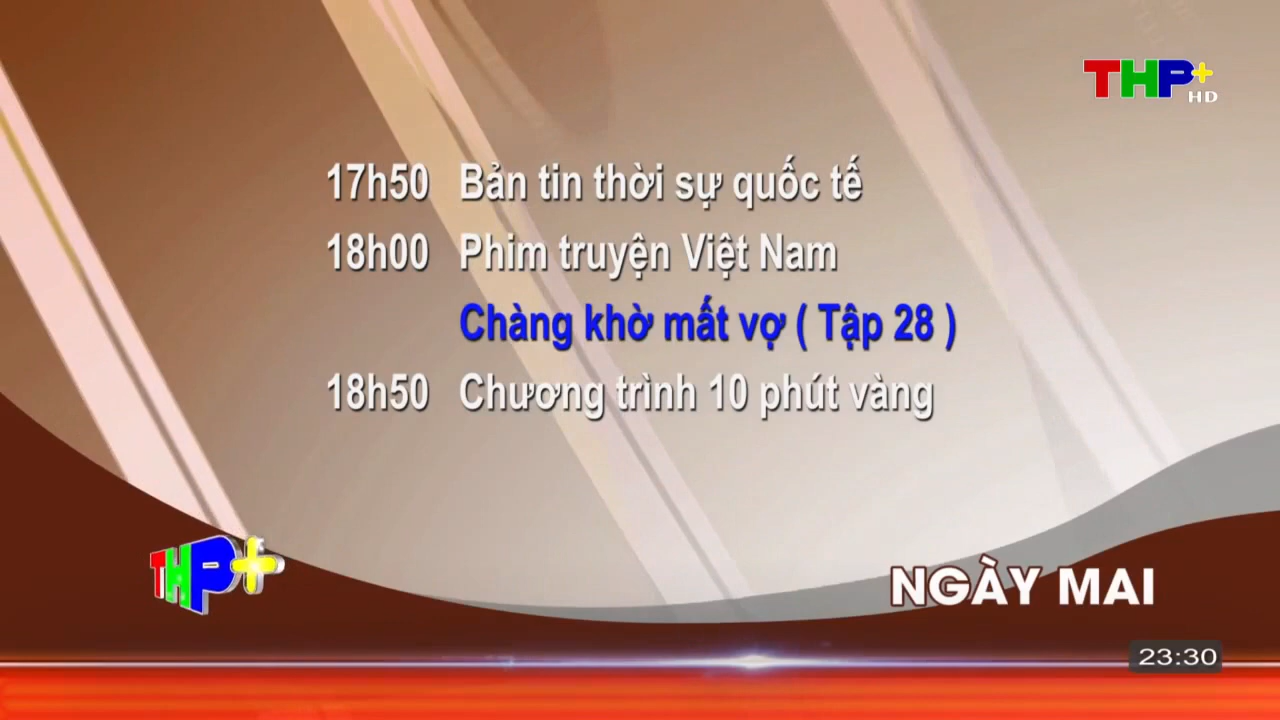 THP+
HD
17h50 Bản tin thời sự quốc tế
18h00 Phim truyện Việt Nam
Chàng khờ mất vợ ( Tập 28 )
18h50 Chương trình 10 phút vàng
THP+
NGÀY MAI
23:30